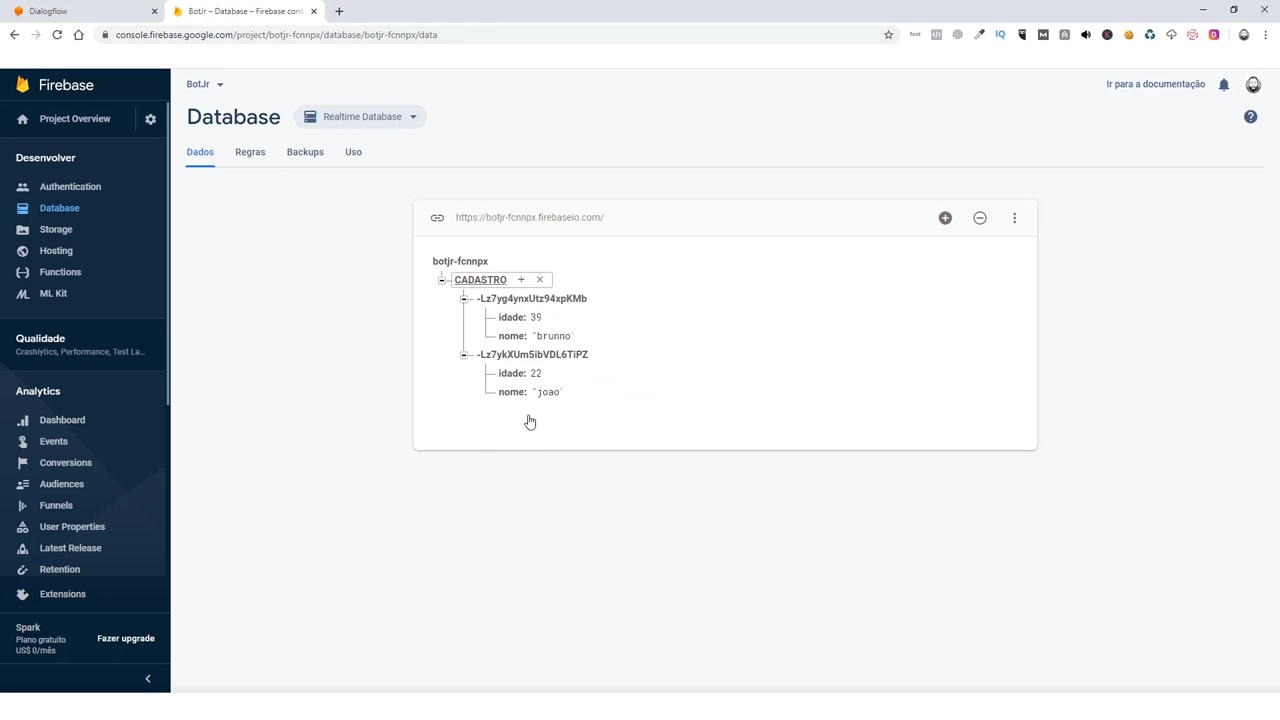 Dialogflow
BotJr – Database – Firebase cons
console.firebase.google.com/project/botjr-fcnnpx/database/botjr-fcnnpx/data
Firebase
Project Overview
Desenvolver
Authentication
Database
Storage
Hosting
Functions
ML Kit
Qualidade
Crashlytics, Performance, Test La...
Analytics
Dashboard
Events
Conversions
Audiences
Funnels
User Properties
Latest Release
Retention
Extensions
Spark
Plano gratuito
US$ 0/mês
Fazer upgrade
BotJr
Ir para a documentação
Database
Realtime Database
Dados
Regras
Backups
Uso
https://botjr-fcnnpx.firebaseio.com/
botjr-fcnnpx
CADASTRO
-Lz7yg4ynxUtz94xpKMb
idade: 39
nome: "brunno"
-Lz7ykXUm5ibVDL6TiPZ
idade: 22
nome: "joao"